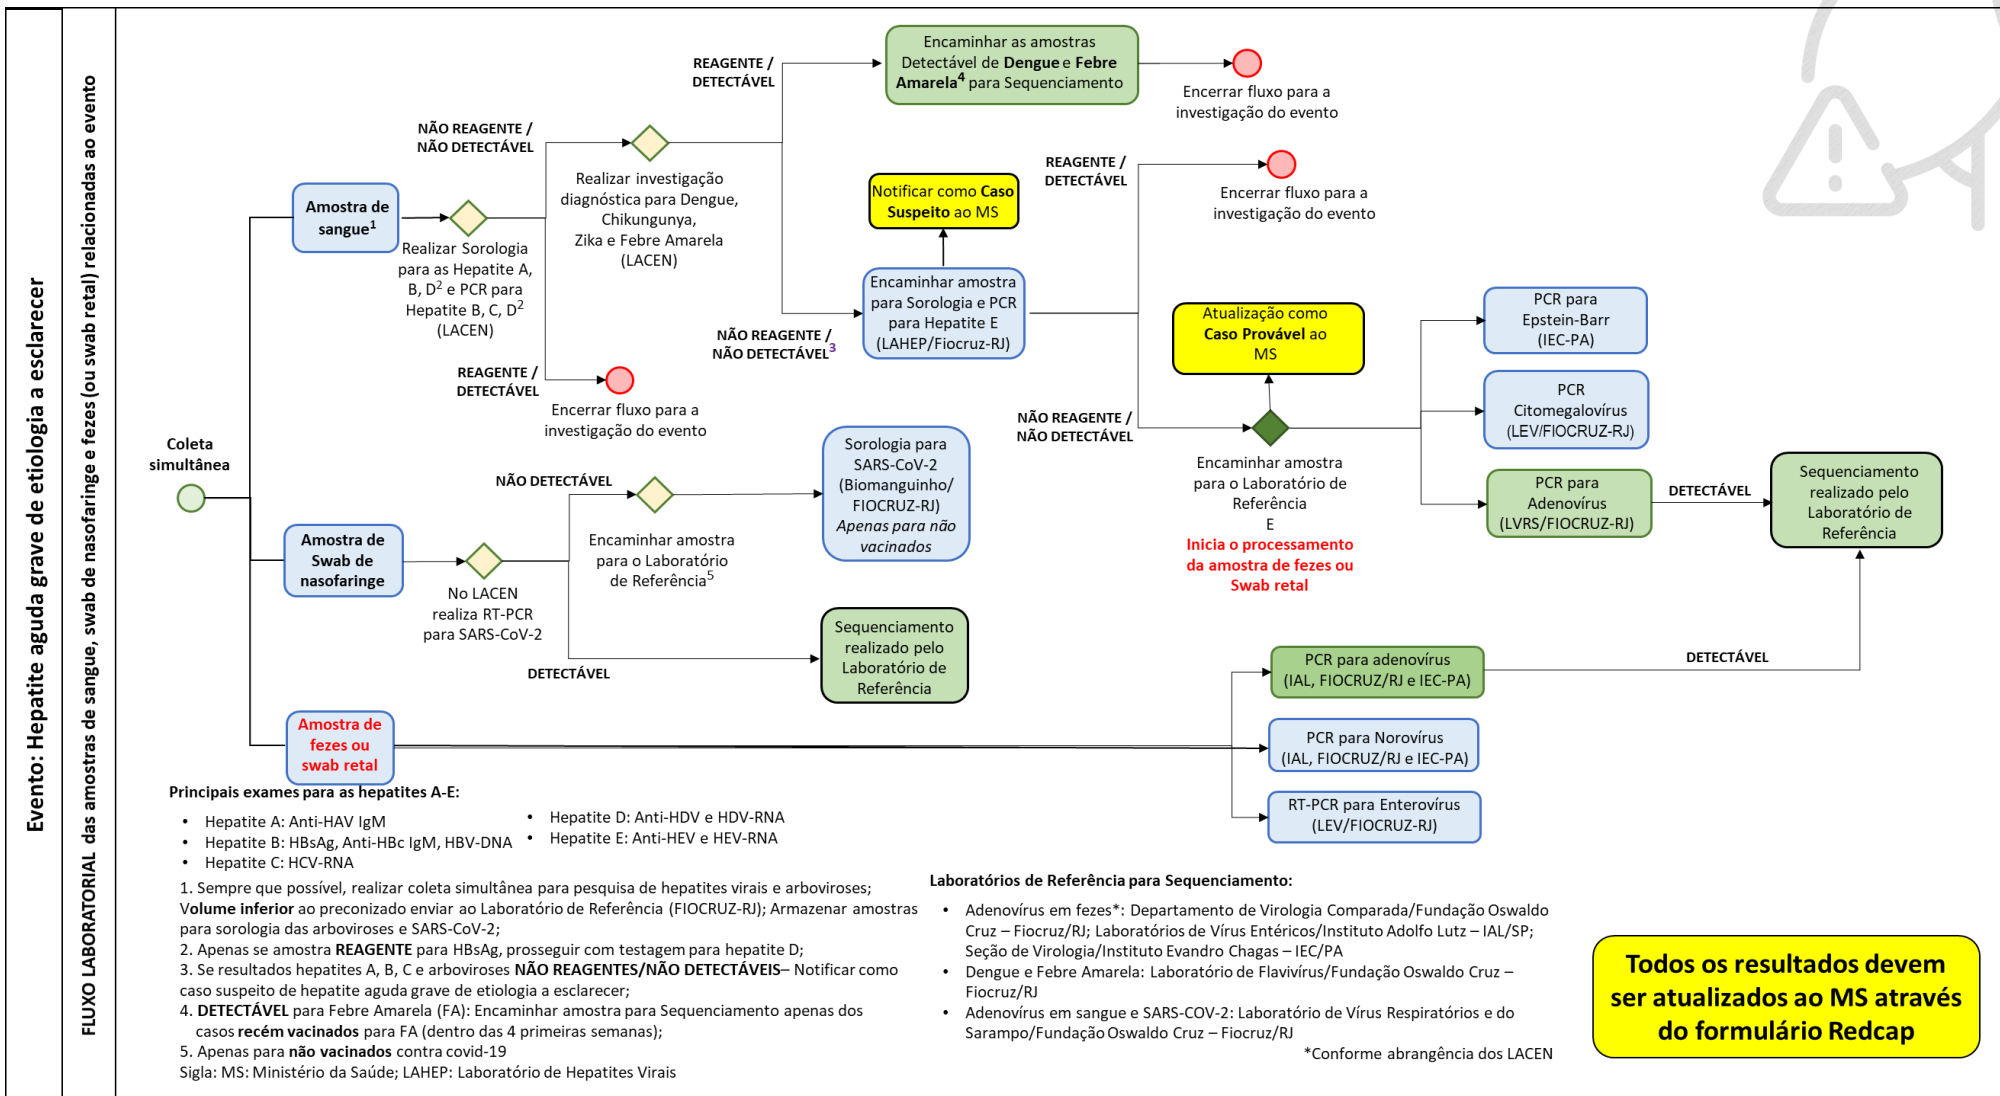 Evento: Hepatite aguda grave de etiologia a esclarecer
FLUXO LABORATORIAL das amostras de sangue, swab de nasofaringe e fezes (ou swab retal) relacionadas ao evento
Coleta
simultânea
Amostra de
sangue¹
Realizar Sorologia
para as Hepatite A,
B, D² e PCR para
Hepatite B, C, D²
(LACEN)
NÃO REAGENTE /
NÃO DETECTÁVEL
REAGENTE /
DETECTÁVEL
Encerrar fluxo para a
investigação do evento
Realizar investigação
diagnóstica para Dengue,
Chikungunya,
Zika e Febre Amarela
(LACEN)
REAGENTE /
DETECTÁVEL
Encaminhar as amostras
Detectável de Dengue e Febre
Amarela⁴ para Sequenciamento
Encerrar fluxo para a
investigação do evento
NÃO REAGENTE /
NÃO DETECTÁVEL³
Notificar como Caso
Suspeito ao MS
Encaminhar amostra
para Sorologia e PCR
para Hepatite E
(LAHEP/Fiocruz-RJ)
REAGENTE /
DETECTÁVEL
Encerrar fluxo para a
investigação do evento
NÃO REAGENTE /
NÃO DETECTÁVEL
Atualização como
Caso Provável ao
MS
Encaminhar amostra
para o Laboratório de
Referência
E
Inicia o processamento
da amostra de fezes ou
Swab retal
PCR para
Epstein-Barr
(IEC-PA)
PCR
Citomegalovírus
(LEV/FIOCRUZ-RJ)
PCR para
Adenovírus
(LVRS/FIOCRUZ-RJ)
DETECTÁVEL
Sequenciamento
realizado pelo
Laboratório de
Referência
Amostra de
Swab de
nasofaringe
No LACEN
realiza RT-PCR
para SARS-CoV-2
NÃO DETECTÁVEL
Encaminhar amostra
para o Laboratório
de Referência⁵
Sorologia para
SARS-CoV-2
(Biomanguinho/
FIOCRUZ-RJ)
Apenas para não
vacinados
DETECTÁVEL
Sequenciamento
realizado pelo
Laboratório de
Referência
Amostra de
fezes ou
swab retal
PCR para adenovírus
(IAL, FIOCRUZ/RJ e IEC-PA)
DETECTÁVEL
PCR para Norovírus
(IAL, FIOCRUZ/RJ e IEC-PA)
RT-PCR para Enterovírus
(LEV/FIOCRUZ-RJ)
Principais exames para as hepatites A-E:
• Hepatite A: Anti-HAV IgM
• Hepatite B: HBsAg, Anti-HBc IgM, HBV-DNA
• Hepatite C: HCV-RNA
• Hepatite D: Anti-HDV e HDV-RNA
• Hepatite E: Anti-HEV e HEV-RNA
1. Sempre que possível, realizar coleta simultânea para pesquisa de hepatites virais e arboviroses;
Volume inferior ao preconizado enviar ao Laboratório de Referência (FIOCRUZ-RJ); Armazenar amostras
para sorologia das arboviroses e SARS-CoV-2;
2. Apenas se amostra REAGENTE para HBsAg, prosseguir com testagem para hepatite D;
3. Se resultados hepatites A, B, C e arboviroses NÃO REAGENTES/NÃO DETECTÁVEIS– Notificar como
caso suspeito de hepatite aguda grave de etiologia a esclarecer;
4. DETECTÁVEL para Febre Amarela (FA): Encaminhar amostra para Sequenciamento apenas dos
casos recém vacinados para FA (dentro das 4 primeiras semanas);
5. Apenas para não vacinados contra covid-19
Sigla: MS: Ministério da Saúde; LAHEP: Laboratório de Hepatites Virais
Laboratórios de Referência para Sequenciamento:
• Adenovírus em fezes*: Departamento de Virologia Comparada/Fundação Oswaldo
Cruz – Fiocruz/RJ; Laboratórios de Vírus Entéricos/Instituto Adolfo Lutz – IAL/SP;
Seção de Virologia/Instituto Evandro Chagas – IEC/PA
• Dengue e Febre Amarela: Laboratório de Flavivírus/Fundação Oswaldo Cruz –
Fiocruz/RJ
• Adenovírus em sangue e SARS-COV-2: Laboratório de Vírus Respiratórios e do
Sarampo/Fundação Oswaldo Cruz – Fiocruz/RJ
*Conforme abrangência dos LACEN
Todos os resultados devem
ser atualizados ao MS através
do formulário Redcap